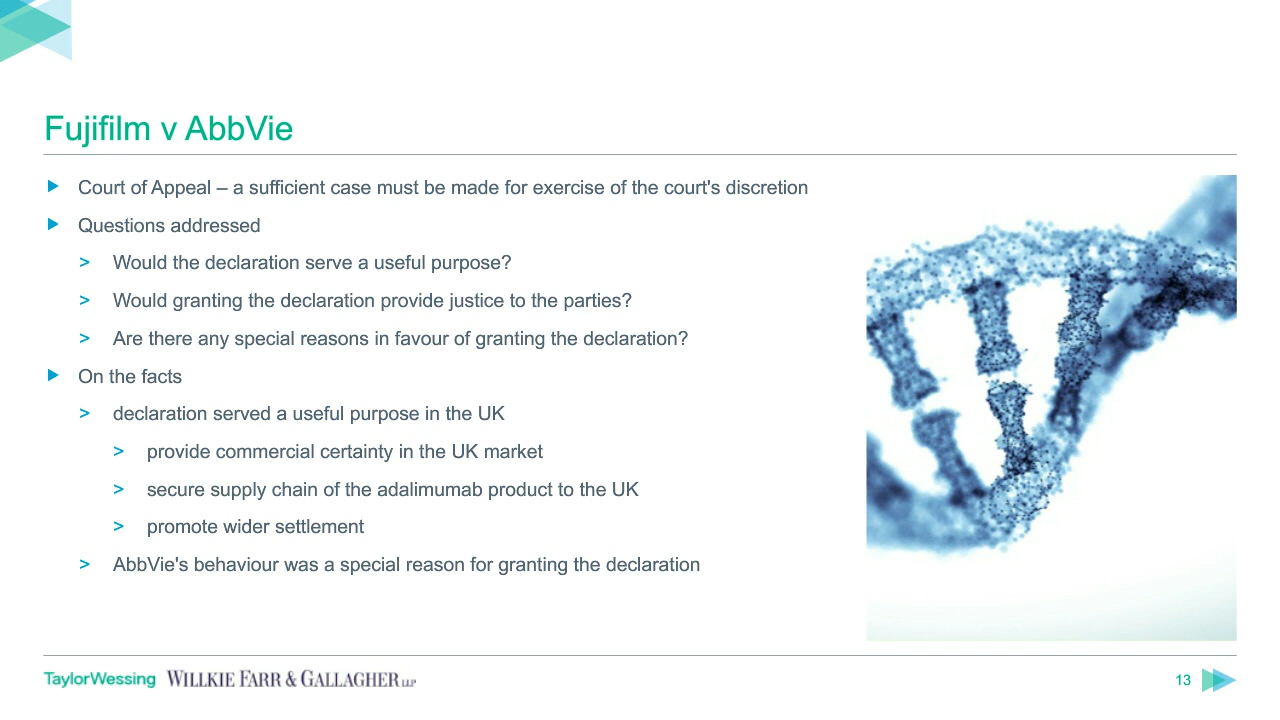 Fujifilm v AbbVie
Court of Appeal – a sufficient case must be made for exercise of the court's discretion
Questions addressed
> Would the declaration serve a useful purpose?
> Would granting the declaration provide justice to the parties?
> Are there any special reasons in favour of granting the declaration?
On the facts
> declaration served a useful purpose in the UK
> provide commercial certainty in the UK market
> secure supply chain of the adalimumab product to the UK
> promote wider settlement
> AbbVie's behaviour was a special reason for granting the declaration
TaylorWessing WILLKIE FARR & GALLAGHER LLP
13